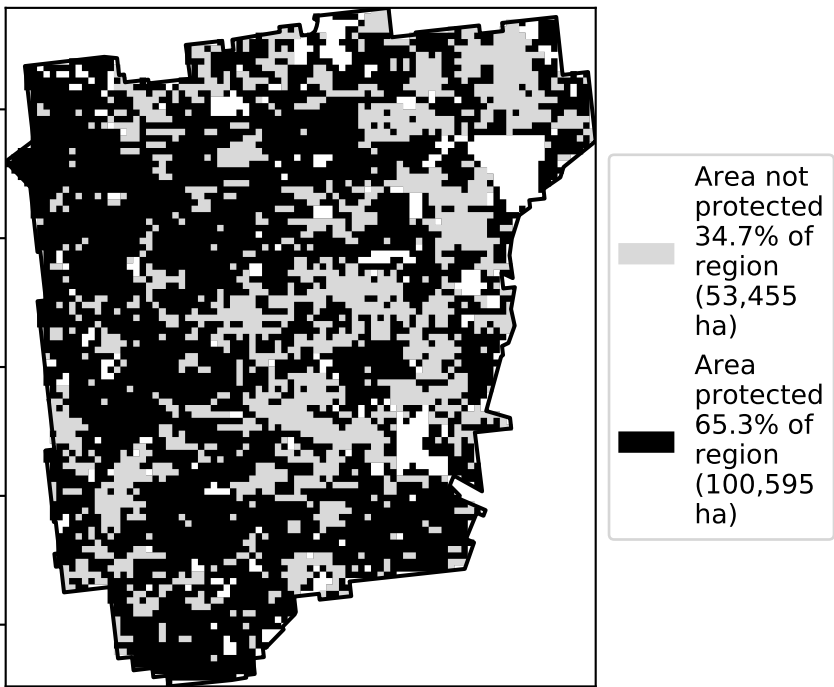 Area not
protected
34.7% of
region
(53,455
ha)
Area
protected
65.3% of
region
(100,595
ha)